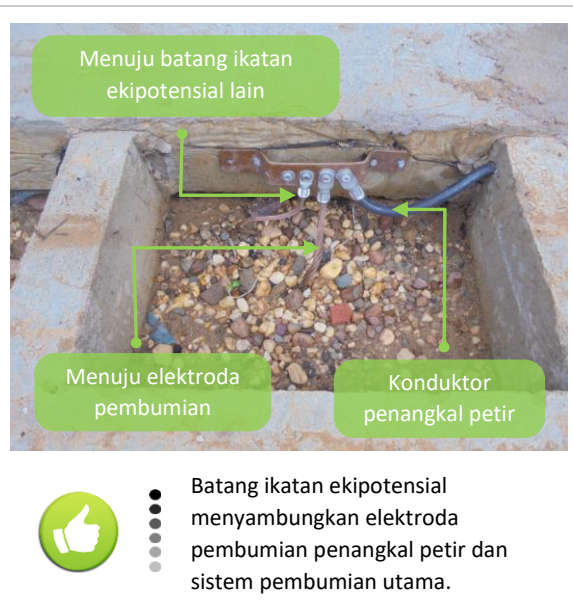 Menuju batang ikatan
ekipotensial lain
Menuju elektroda
pembumian
Konduktor
penangkal petir
Batang ikatan ekipotensial
menyambungkan elektroda
pembumian penangkal petir dan
sistem pembumian utama.